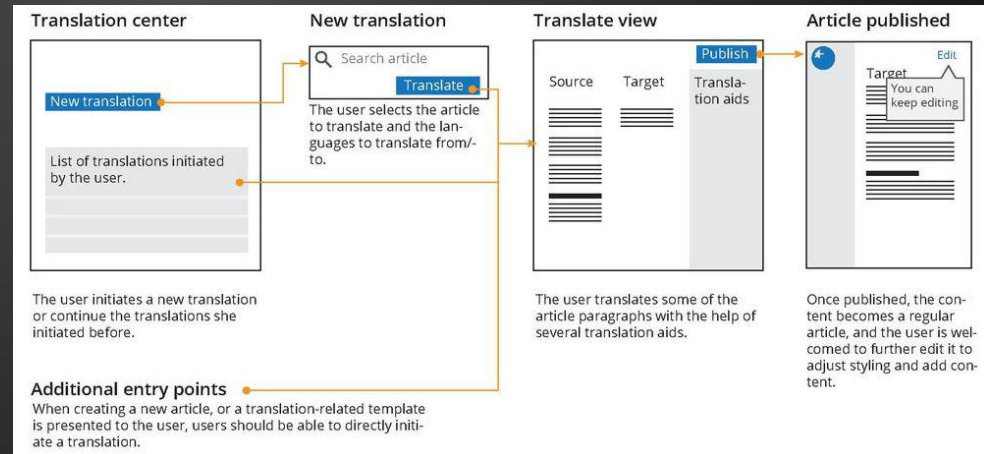 Translation center
New translation
List of translations initiated
by the user.
The user initiates a new translation
or continue the translations she
initiated before.
New translation
Search article
Translate
The user selects the article
to translate and the lan-
guages to translate from/-
to.
Translate view
Publish
Source
Target
Transla-
tion aids
The user translates some of the
article paragraphs with the help of
several translation aids.
Article published
Edit
Target
You can
keep editing
Once published, the con-
tent becomes a regular
article, and the user is wel-
comed to further edit it to
adjust styling and add con-
tent.
Additional entry points
When creating a new article, or a translation-related template
is presented to the user, users should be able to directly initi-
ate a translation.